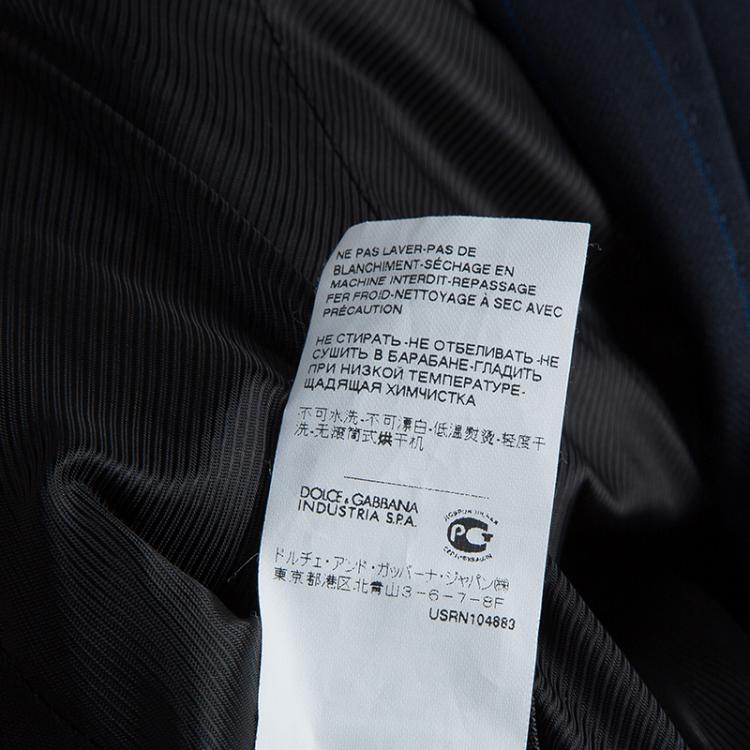 NE PAS LAVER-PAS DE
BLANCHIMENT-SÉCHAGE EN
MACHINE INTERDIT-REPASSAGE
FER FROID-NETTOYAGE À SEC AVEC
PRÉCAUTION
НЕ СТИРАТЬ-НЕ ОТБЕЛИВАТЬ-НЕ
СУШИТЬ В БАРАБАНЕ-ГЛАДИТЬ
ПРИ НИЗКОЙ ТЕМПЕРАТУРЕ-
ЩАДЯЩАЯ ХИМЧИСТКА
不可水洗-不可漂白-低温熨烫-轻度干
洗-无滚筒式烘干机
DOLCE & GABBANA
INDUSTRIA S.P.A.
ドルチェ・アンド・ガッバーナ・ジャパン㈱
東京都港区北青山3-6-7-8F
USRN104883